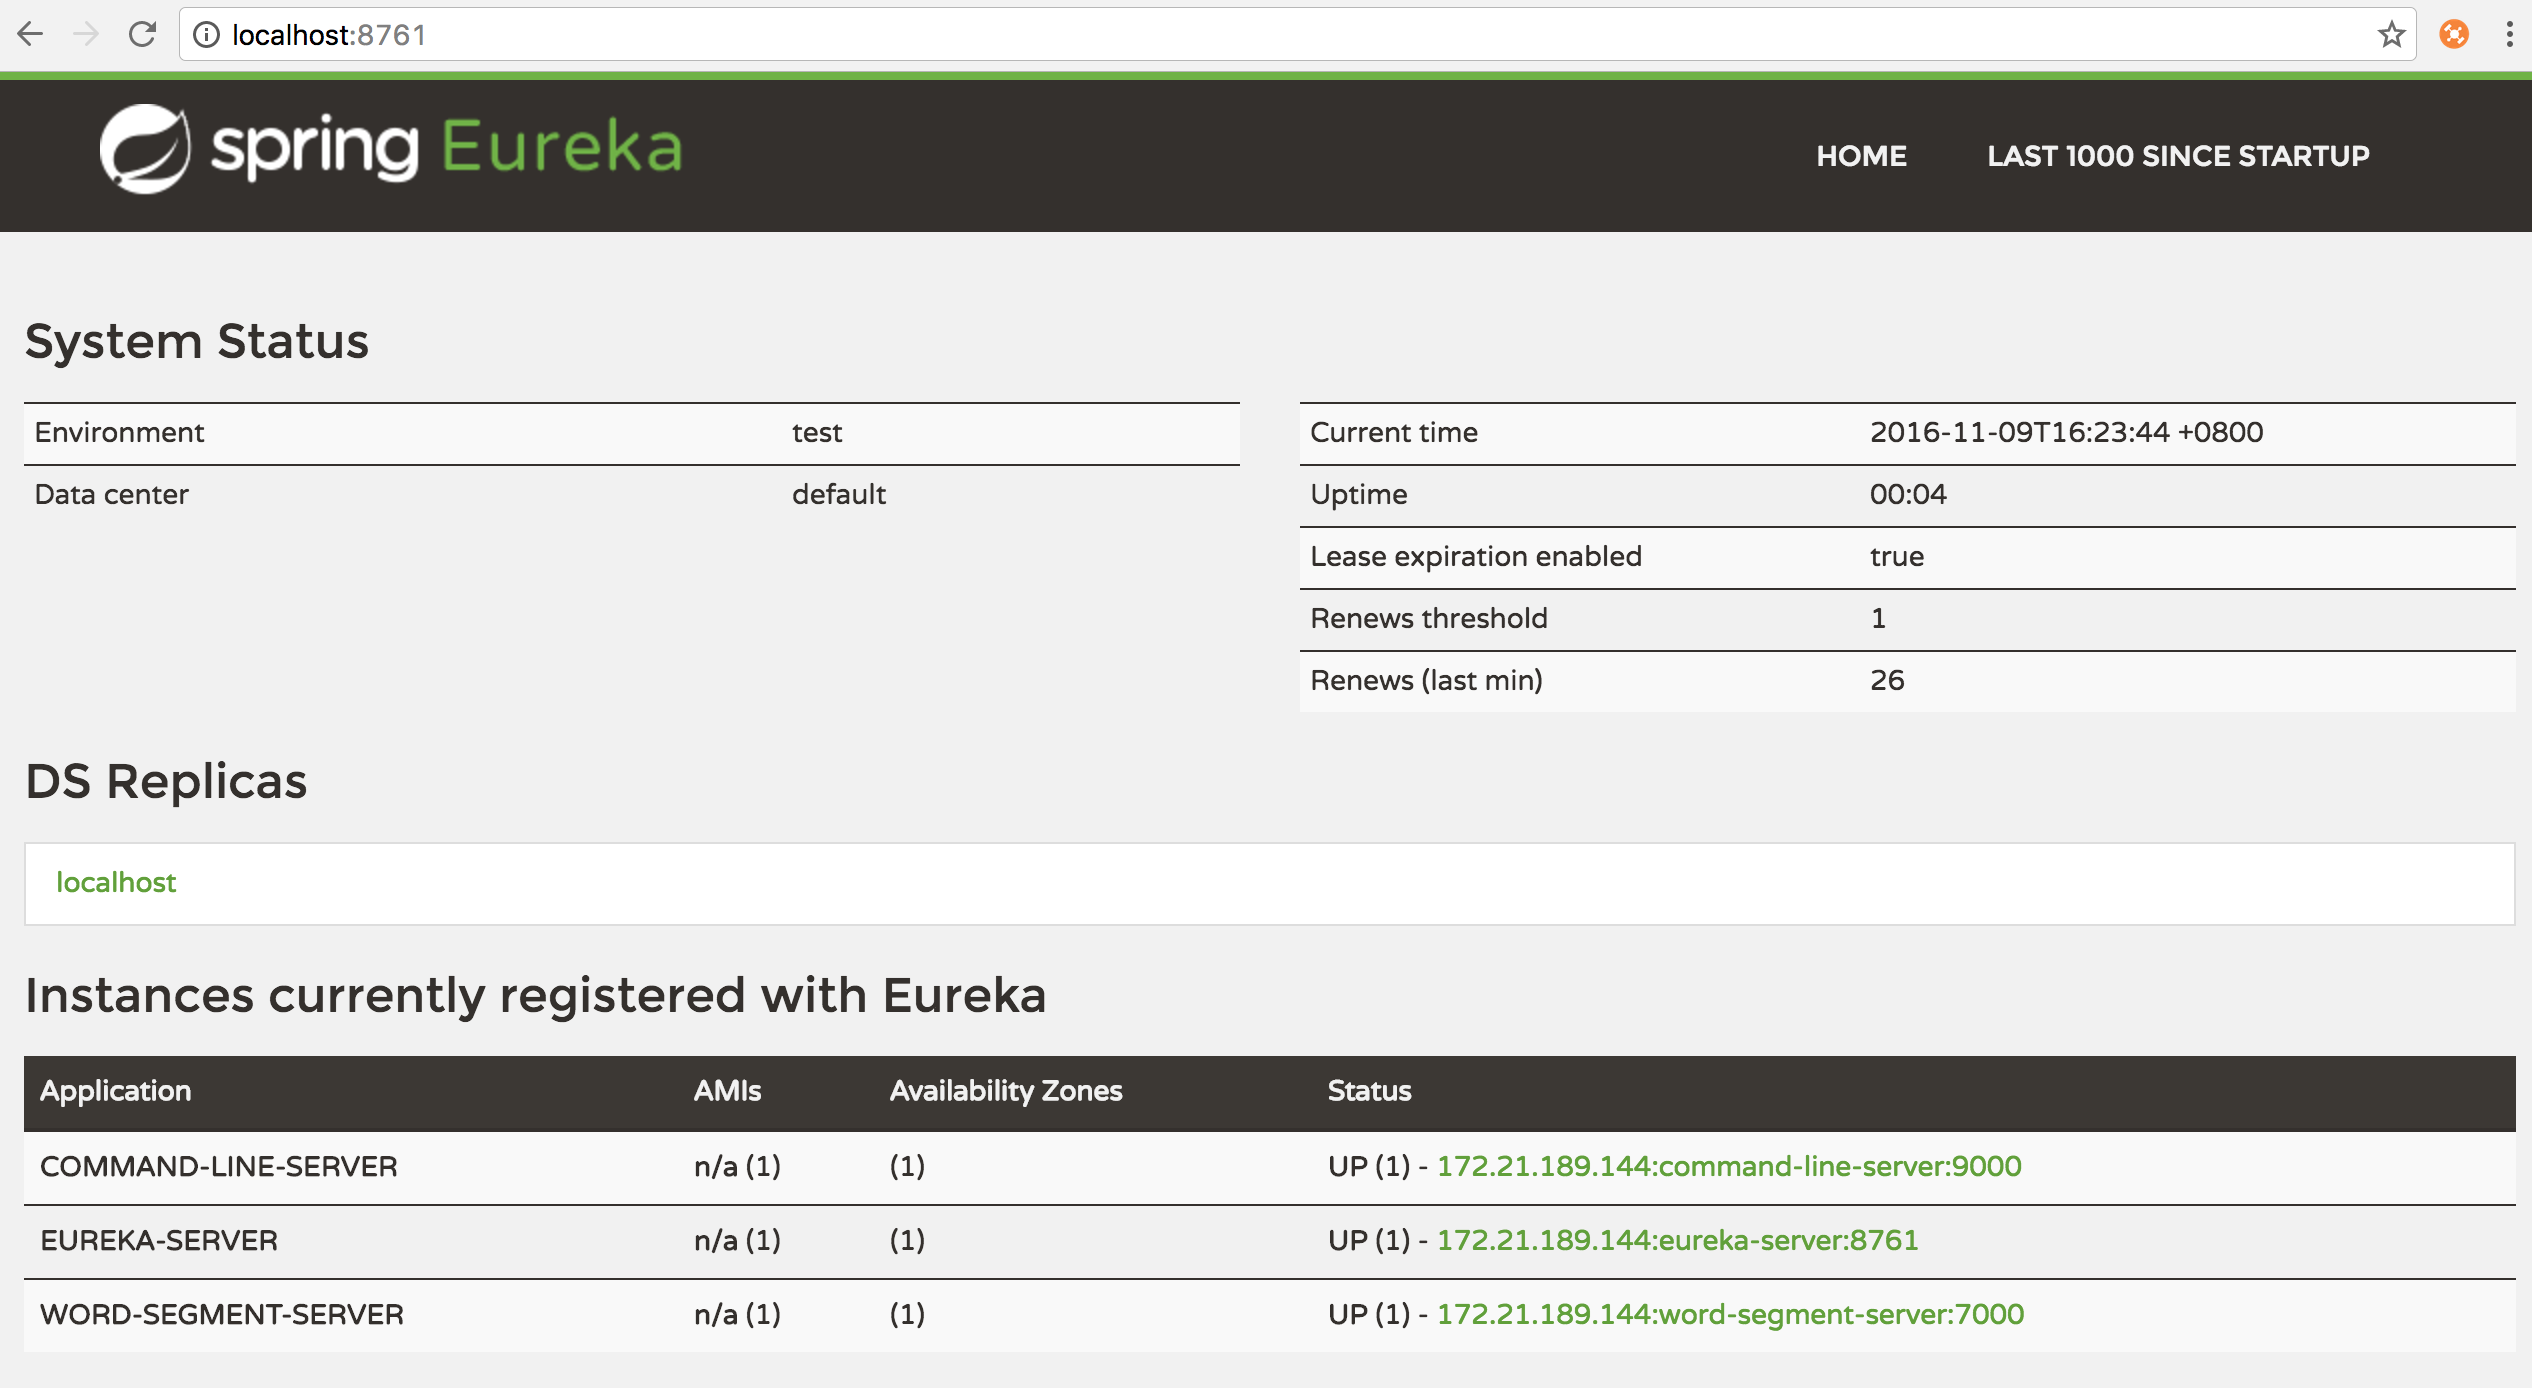 localhost:8761
spring Eureka
HOME LAST 1000 SINCE STARTUP
System Status
Environment test
Data center default
Current time 2016-11-09T16:23:44 +0800
Uptime 00:04
Lease expiration enabled true
Renews threshold 1
Renews (last min) 26
DS Replicas
localhost
Instances currently registered with Eureka
Application AMIs Availability Zones Status
COMMAND-LINE-SERVER n/a (1) (1) UP (1) - 172.21.189.144:command-line-server:9000
EUREKA-SERVER n/a (1) (1) UP (1) - 172.21.189.144:eureka-server:8761
WORD-SEGMENT-SERVER n/a (1) (1) UP (1) - 172.21.189.144:word-segment-server:7000